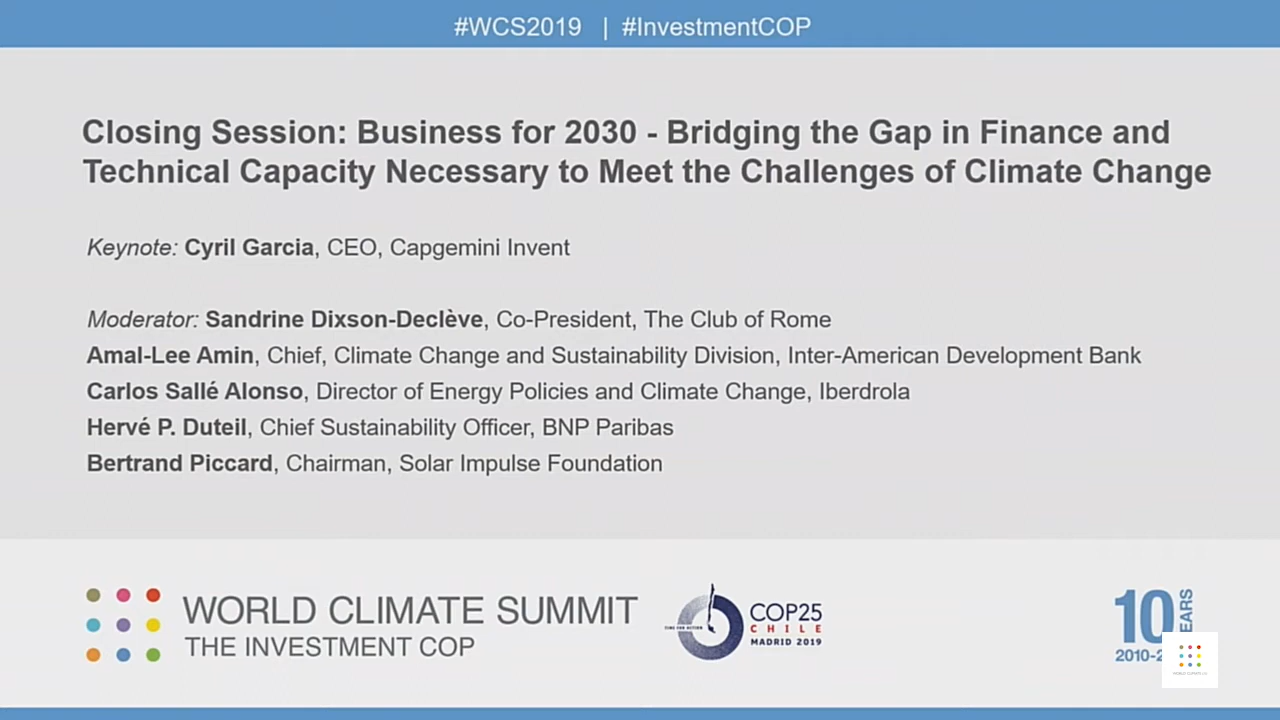 #WCS2019 | #InvestmentCOP
Closing Session: Business for 2030 - Bridging the Gap in Finance and
Technical Capacity Necessary to Meet the Challenges of Climate Change
Keynote: Cyril Garcia, CEO, Capgemini Invent
Moderator: Sandrine Dixson-Declève, Co-President, The Club of Rome
Amal-Lee Amin, Chief, Climate Change and Sustainability Division, Inter-American Development Bank
Carlos Sallé Alonso, Director of Energy Policies and Climate Change, Iberdrola
Hervé P. Duteil, Chief Sustainability Officer, BNP Paribas
Bertrand Piccard, Chairman, Solar Impulse Foundation
WORLD CLIMATE SUMMIT
THE INVESTMENT COP
TIME FOR ACTION
COP25
CHILE
MADRID 2019
10
EARS
2010-2